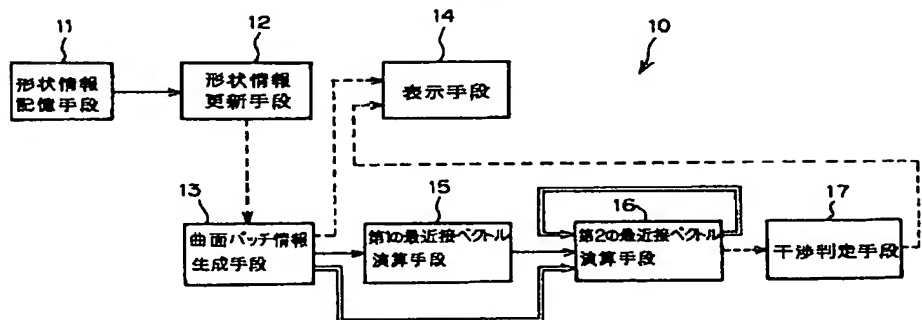 11
形状情報
記憶手段
12
形状情報
更新手段
14
表示手段
10
13
曲面パッチ情報
生成手段
15
第1の最近接ベクトル
演算手段
16
第2の最近接ベクトル
演算手段
17
干渉判定手段